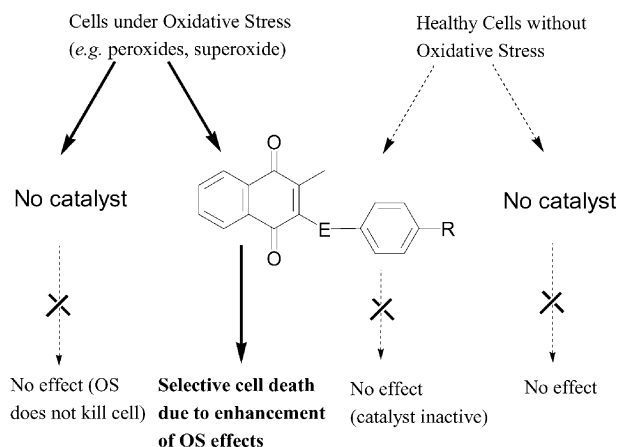 Cells under Oxidative Stress
(e.g. peroxides, superoxide)
Healthy Cells without
Oxidative Stress
No catalyst
O
E
R
O
No catalyst
No effect (OS
does not kill cell)
Selective cell death
due to enhancement
of OS effects
No effect
(catalyst inactive)
No effect